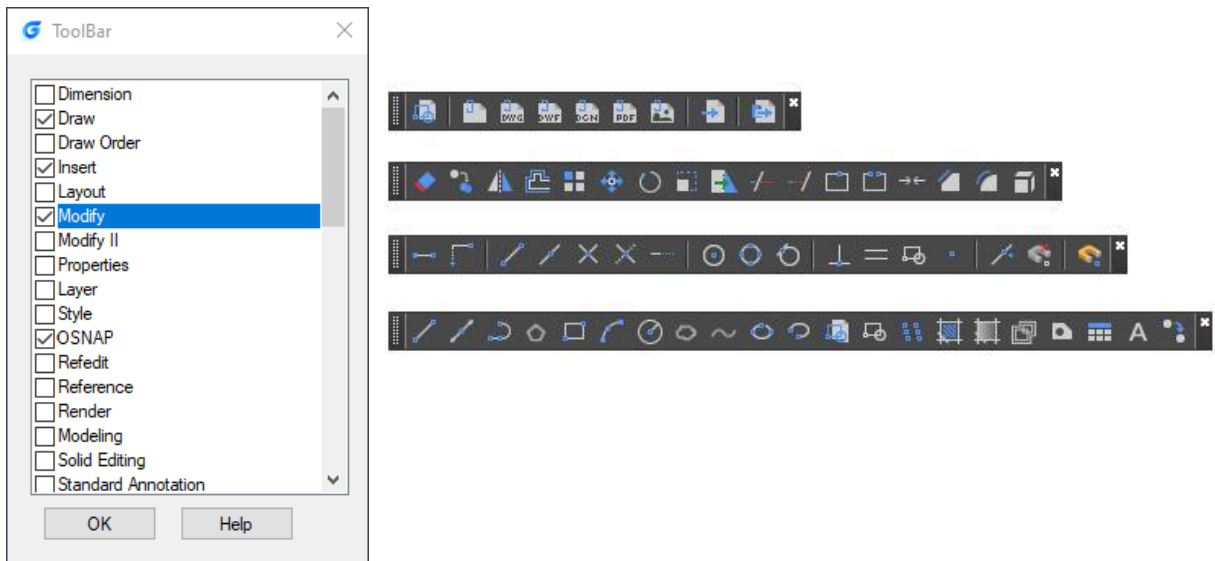 ToolBar
Dimension
Draw
Draw Order
Insert
Layout
Modify
Modify II
Properties
Layer
Style
OSNAP
Refedit
Reference
Render
Modeling
Solid Editing
Standard Annotation
OK Help
DWG DWF DGN PDF
A